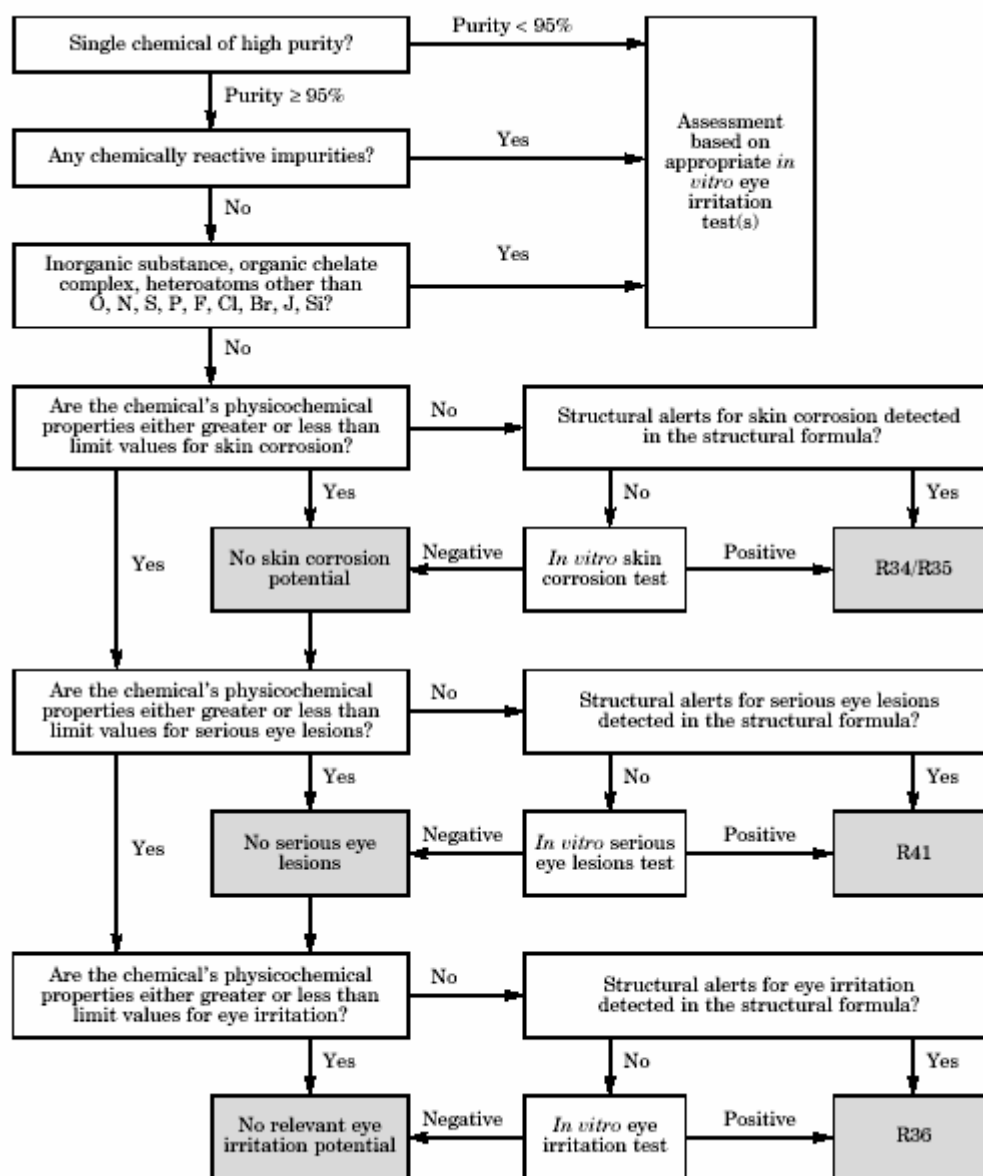 Single chemical of high purity?
Purity < 95%
Purity ≥ 95%
Assessment
based on
appropriate in
vitro eye
irritation
test(s)
Any chemically reactive impurities?
Yes
No
Inorganic substance, organic chelate
complex, heteroatoms other than
O, N, S, P, F, Cl, Br, J, Si?
Yes
No
Are the chemical's physicochemical
properties either greater or less than
limit values for skin corrosion?
No
Structural alerts for skin corrosion detected
in the structural formula?
Yes
Yes
No
Yes
No skin corrosion
potential
Negative
In vitro skin
corrosion test
Positive
R34/R35
Are the chemical's physicochemical
properties either greater or less than
limit values for serious eye lesions?
No
Structural alerts for serious eye lesions
detected in the structural formula?
Yes
Yes
No
Yes
No serious eye
lesions
Negative
In vitro serious
eye lesions test
Positive
R41
Are the chemical's physicochemical
properties either greater or less than
limit values for eye irritation?
No
Structural alerts for eye irritation
detected in the structural formula?
Yes
No
Yes
No relevant eye
irritation potential
Negative
In vitro eye
irritation test
Positive
R36